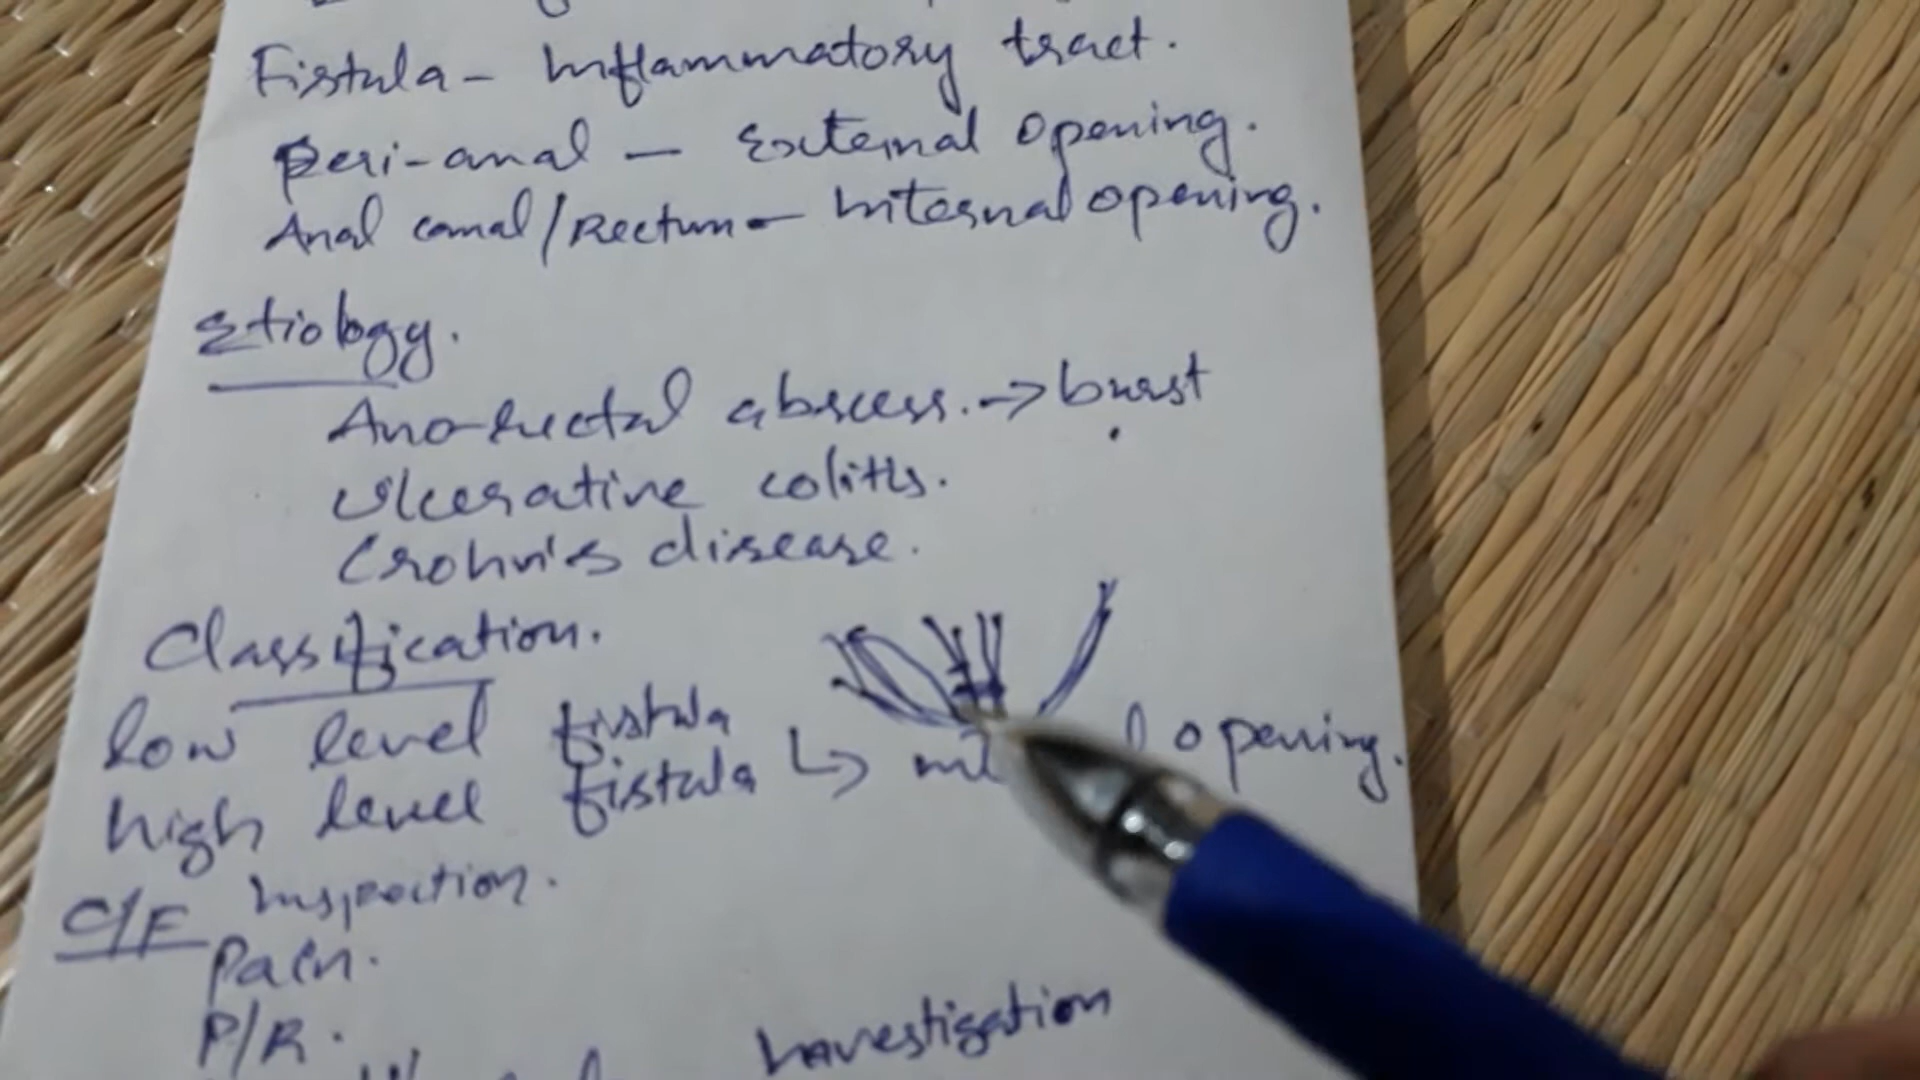 Fistula - Inflammatory tract.
Peri-anal - External opening.
Anal canal/Rectum - Internal opening.
Etiology.
Ano-rectal abscess. -> burst
Ulcerative colitis.
Crohn's disease.
Classification.
low level fistula
high level fistula ↳ opening.
C/F Inspection.
Pain.
P/R.
Investigation